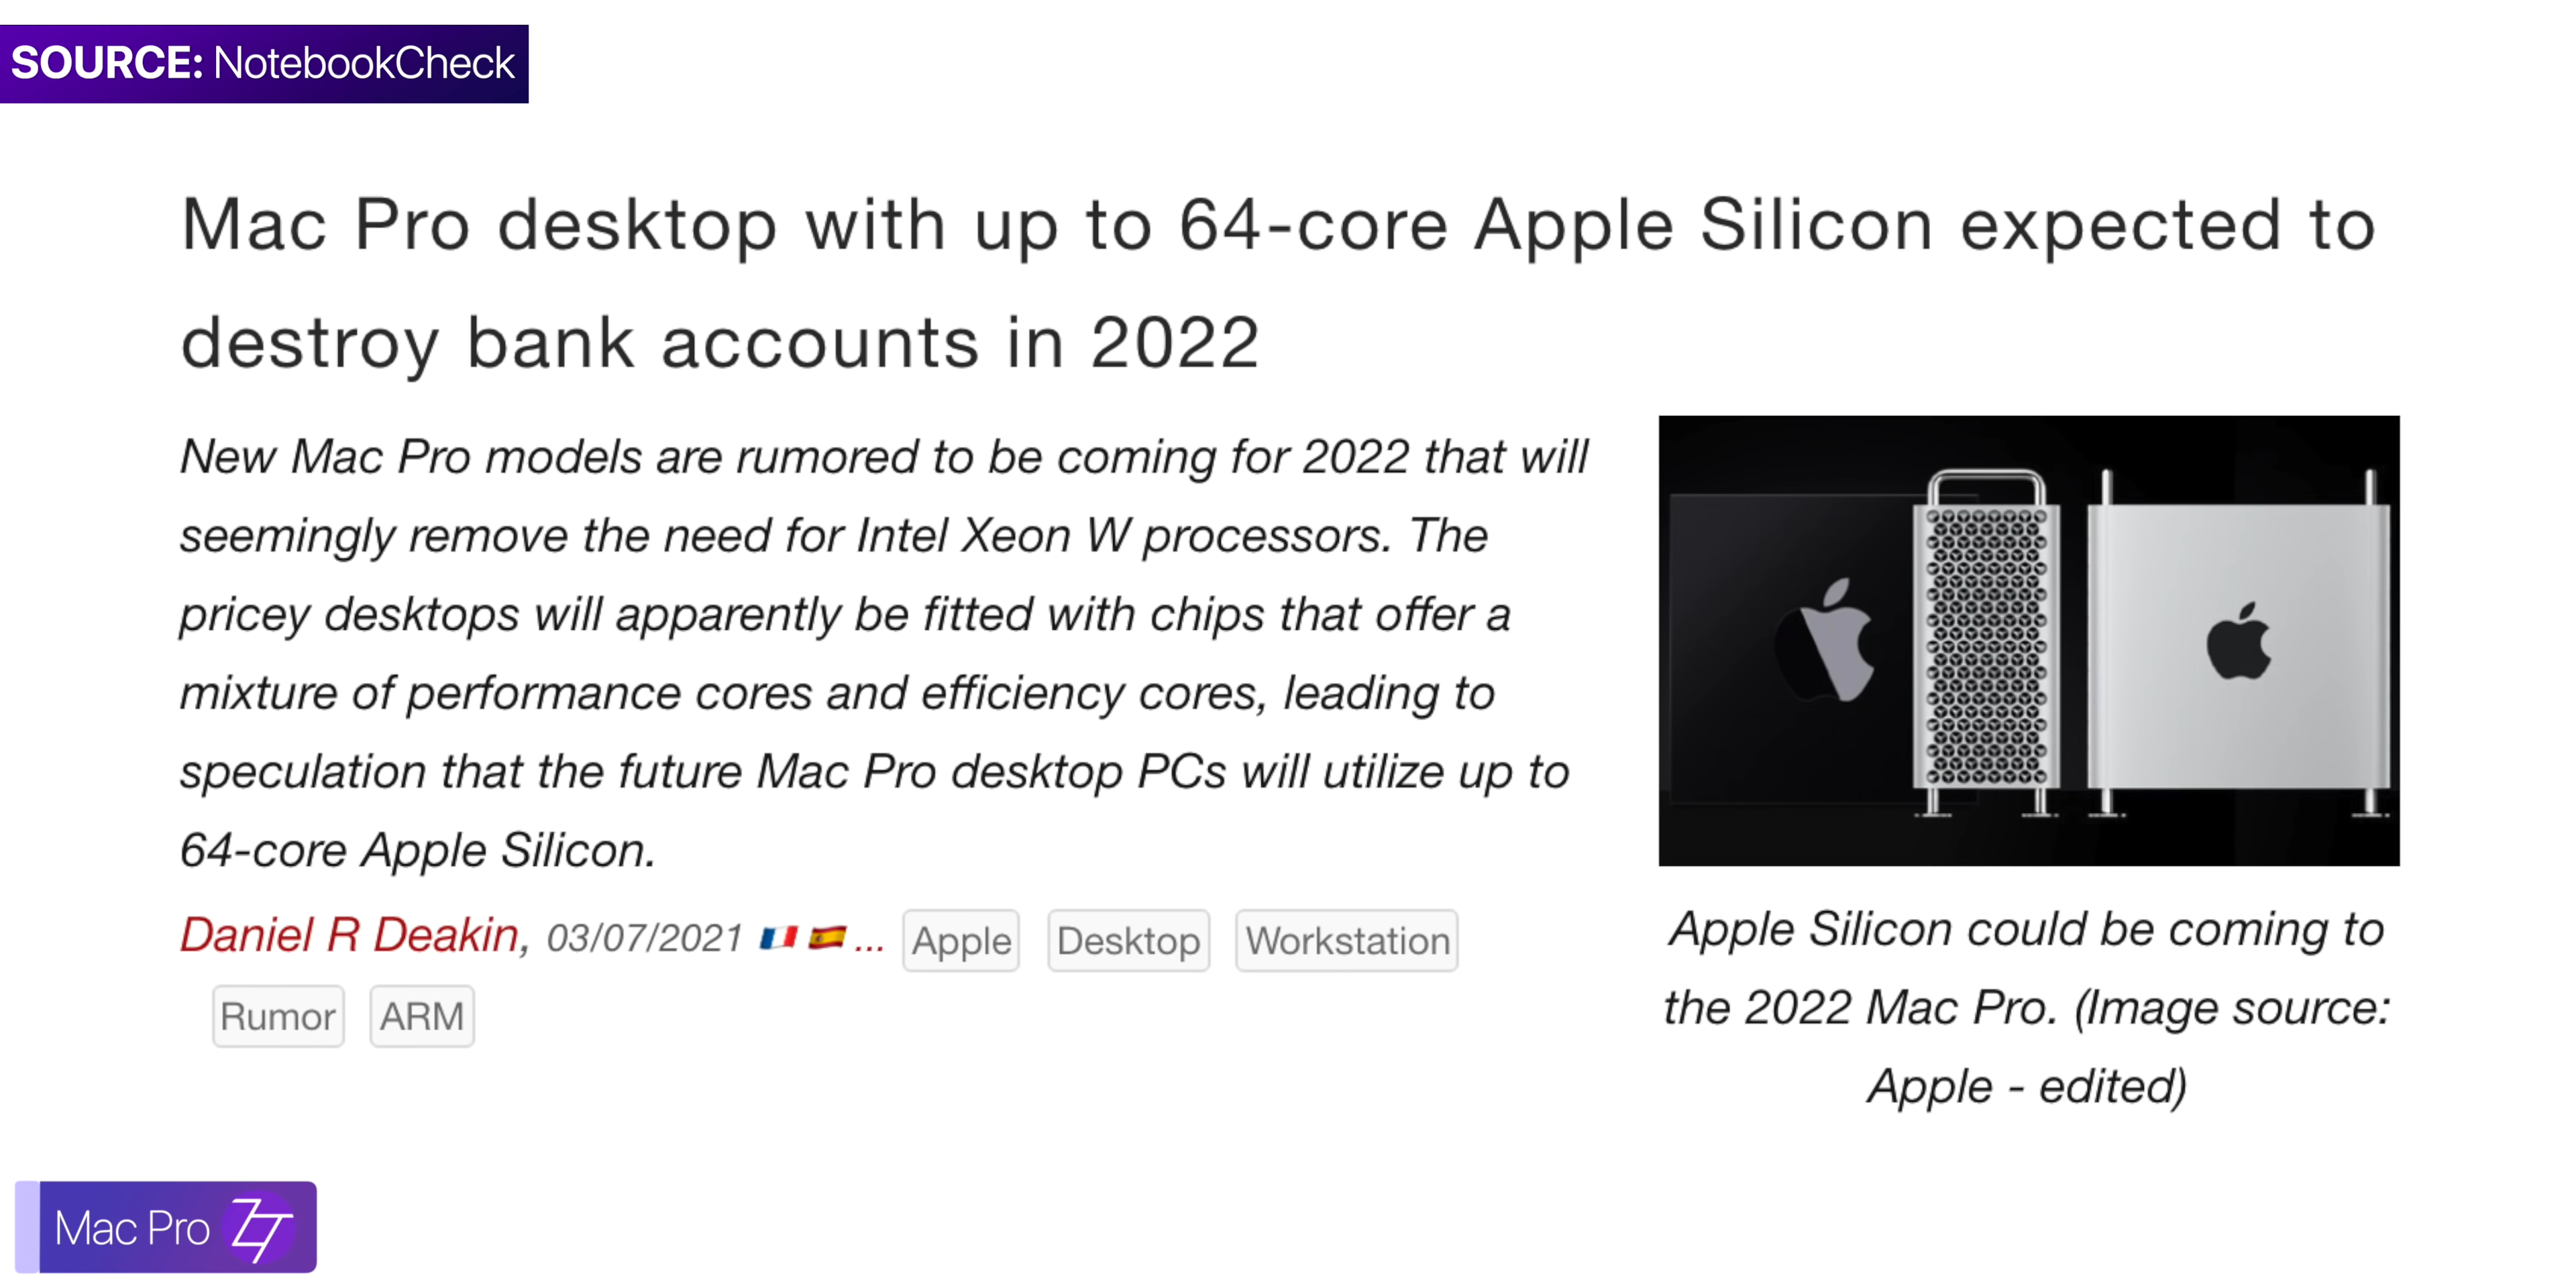 SOURCE: NotebookCheck
Mac Pro desktop with up to 64-core Apple Silicon expected to
destroy bank accounts in 2022
New Mac Pro models are rumored to be coming for 2022 that will
seemingly remove the need for Intel Xeon W processors. The
pricey desktops will apparently be fitted with chips that offer a
mixture of performance cores and efficiency cores, leading to
speculation that the future Mac Pro desktop PCs will utilize up to
64-core Apple Silicon.
Daniel R Deakin, 03/07/2021 🇫🇷 🇪🇸 ... Apple Desktop Workstation
Rumor ARM
Apple Silicon could be coming to
the 2022 Mac Pro. (Image source:
Apple - edited)
Mac Pro ZT